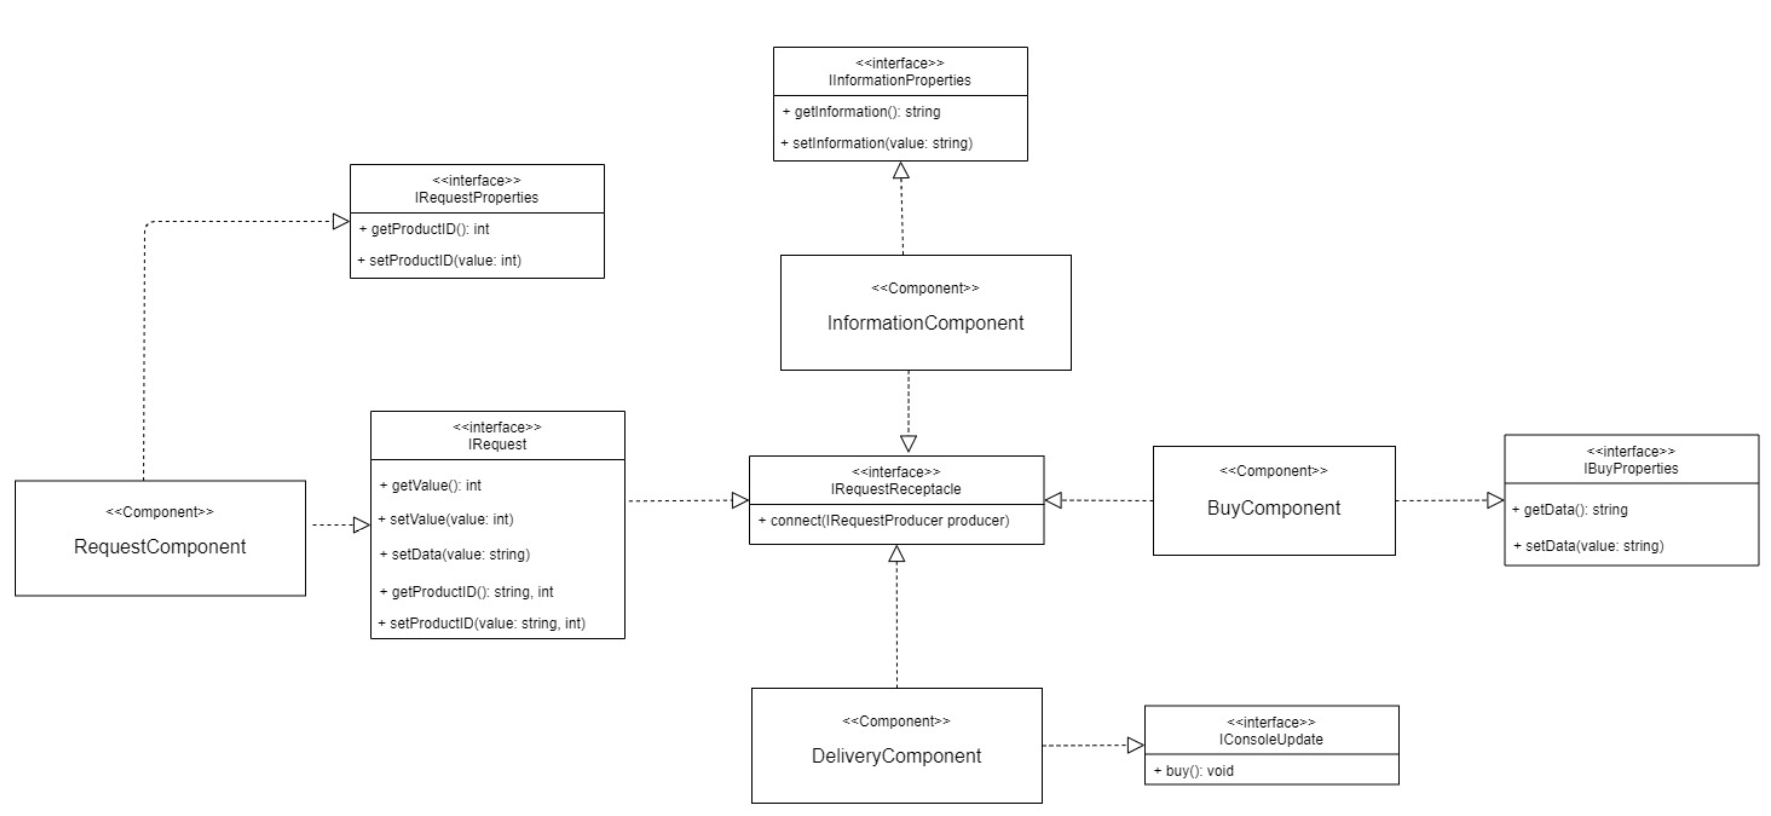 <<interface>>
IInformationProperties
+ getInformation(): string
+ setInformation(value: string)
<<interface>>
IRequestProperties
+ getProductID(): int
+ setProductID(value: int)
<<Component>>
InformationComponent
<<interface>>
IRequest
+ getValue(): int
+ setValue(value: int)
+ setData(value: string)
+ getProductID(): string, int
+ setProductID(value: string, int)
<<Component>>
RequestComponent
<<interface>>
IRequestReceptacle
+ connect(IRequestProducer producer)
<<Component>>
BuyComponent
<<interface>>
IBuyProperties
+ getData(): string
+ setData(value: string)
<<Component>>
DeliveryComponent
<<interface>>
IConsoleUpdate
+ buy(): void